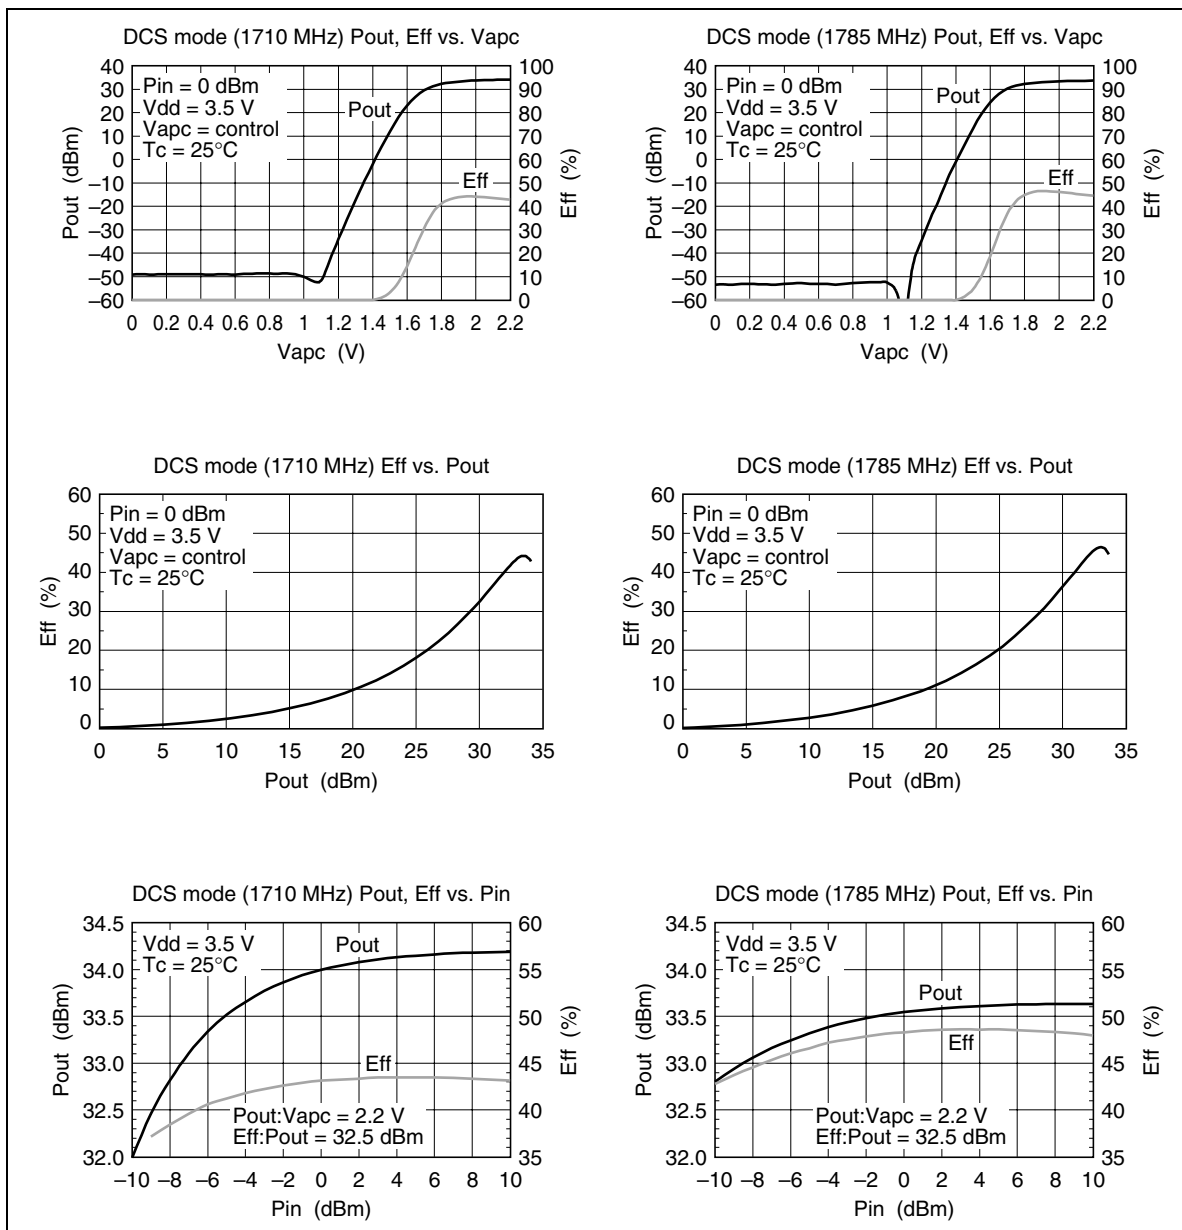 DCS mode (1710 MHz) Pout, Eff vs. Vapc
40
30
20
10
0
–10
–20
–30
–40
–50
–60
Pout (dBm)
Pin = 0 dBm
Vdd = 3.5 V
Vapc = control
Tc = 25°C
Pout
Eff
100
90
80
70
60
50
40
30
20
10
0
Eff (%)
0 0.2 0.4 0.6 0.8 1 1.2 1.4 1.6 1.8 2 2.2
Vapc (V)
DCS mode (1785 MHz) Pout, Eff vs. Vapc
40
30
20
10
0
–10
–20
–30
–40
–50
–60
Pout (dBm)
Pin = 0 dBm
Vdd = 3.5 V
Vapc = control
Tc = 25°C
Pout
Eff
100
90
80
70
60
50
40
30
20
10
0
Eff (%)
0 0.2 0.4 0.6 0.8 1 1.2 1.4 1.6 1.8 2 2.2
Vapc (V)
DCS mode (1710 MHz) Eff vs. Pout
60
50
40
30
20
10
0
Eff (%)
Pin = 0 dBm
Vdd = 3.5 V
Vapc = control
Tc = 25°C
0 5 10 15 20 25 30 35
Pout (dBm)
DCS mode (1785 MHz) Eff vs. Pout
60
50
40
30
20
10
0
Eff (%)
Pin = 0 dBm
Vdd = 3.5 V
Vapc = control
Tc = 25°C
0 5 10 15 20 25 30 35
Pout (dBm)
DCS mode (1710 MHz) Pout, Eff vs. Pin
34.5
34.0
33.5
33.0
32.5
32.0
Pout (dBm)
Vdd = 3.5 V
Tc = 25°C
Pout
Eff
Pout:Vapc = 2.2 V
Eff:Pout = 32.5 dBm
60
55
50
45
40
35
Eff (%)
–10 –8 –6 –4 –2 0 2 4 6 8 10
Pin (dBm)
DCS mode (1785 MHz) Pout, Eff vs. Pin
34.5
34.0
33.5
33.0
32.5
32.0
Pout (dBm)
Vdd = 3.5 V
Tc = 25°C
Pout
Eff
Pout:Vapc = 2.2 V
Eff:Pout = 32.5 dBm
60
55
50
45
40
35
Eff (%)
–10 –8 –6 –4 –2 0 2 4 6 8 10
Pin (dBm)